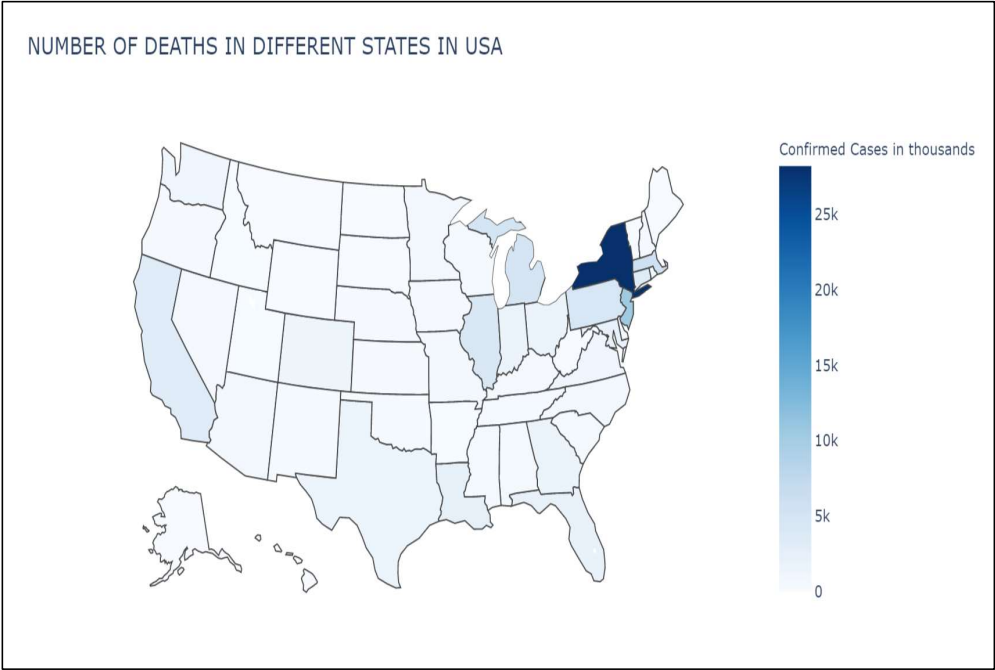 NUMBER OF DEATHS IN DIFFERENT STATES IN USA
Confirmed Cases in thousands
25k
20k
15k
10k
5k
0